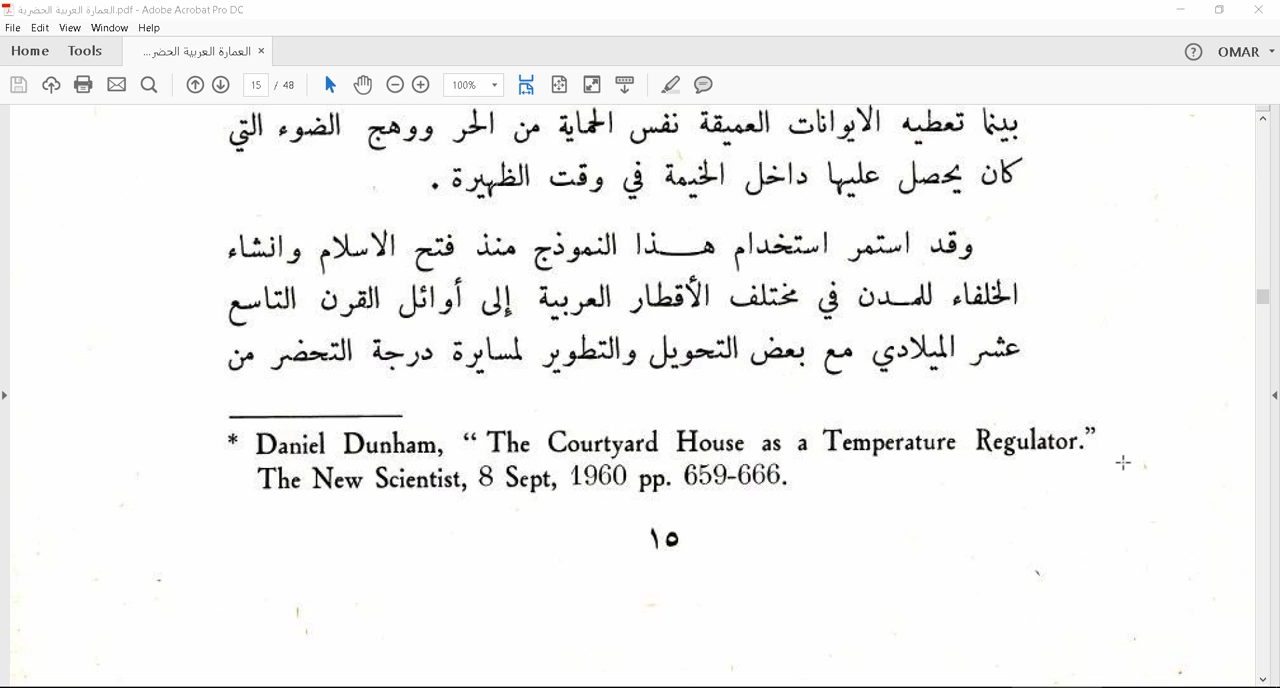 العمارة العربية الحضرية.pdf - Adobe Acrobat Pro DC
File Edit View Window Help
Home Tools العمارة العربية الحضر... × ? OMAR
15 / 48 100%
بينما تعطيه الايوانات العميقة نفس الحماية من الحر ووهج الضوء التي
كان يحصل عليها داخل الخيمة في وقت الظهيرة .
وقد استمر استخدام هـــذا النموذج منذ فتح الاسلام وانشاء
الخلفاء للمـــدن في مختلف الأقطار العربية إلى أوائل القرن التاسع
عشر الميلادي مع بعض التحويل والتطوير لمسايرة درجة التحضر من
* Daniel Dunham, “ The Courtyard House as a Temperature Regulator.”
The New Scientist, 8 Sept, 1960 pp. 659-666.
١٥